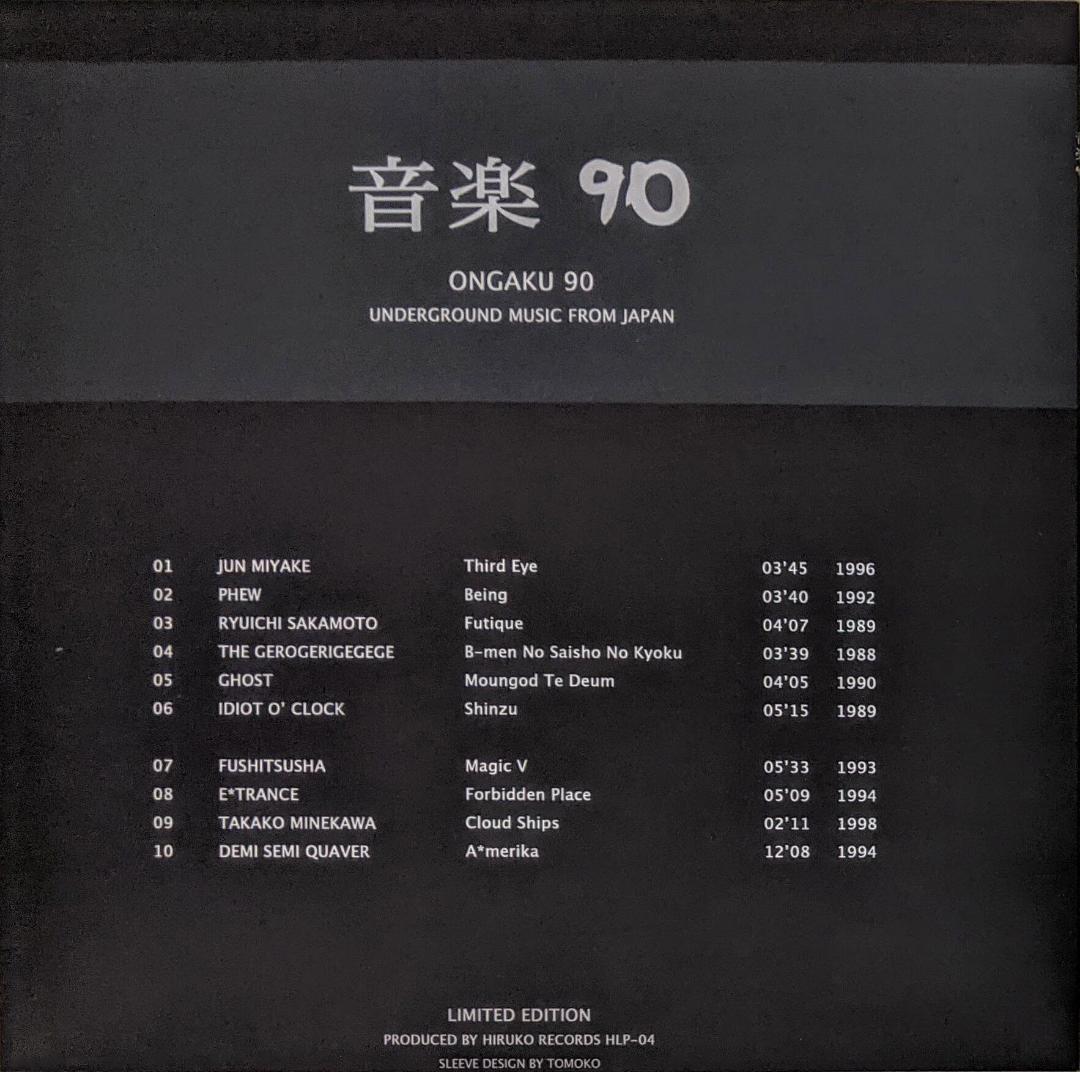 音楽 90
ONGAKU 90
UNDERGROUND MUSIC FROM JAPAN
01 JUN MIYAKE Third Eye 03'45 1996
02 PHEW Being 03'40 1992
03 RYUICHI SAKAMOTO Futique 04'07 1989
04 THE GEROGERIGEGEGE B-men No Saisho No Kyoku 03'39 1988
05 GHOST Moungod Te Deum 04'05 1990
06 IDIOT O' CLOCK Shinzu 05'15 1989
07 FUSHITSUSHA Magic V 05'33 1993
08 E*TRANCE Forbidden Place 05'09 1994
09 TAKAKO MINEKAWA Cloud Ships 02'11 1998
10 DEMI SEMI QUAVER A*merika 12'08 1994
LIMITED EDITION
PRODUCED BY HIRUKO RECORDS HLP-04
SLEEVE DESIGN BY TOMOKO